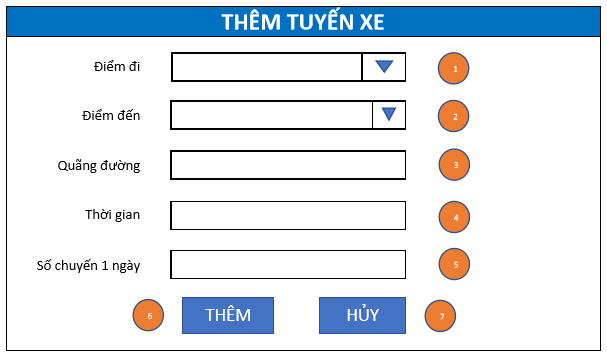 THÊM TUYẾN XE
Điểm đi
1
Điểm đến
2
Quãng đường
3
Thời gian
4
Số chuyến 1 ngày
5
6
THÊM
HỦY
7